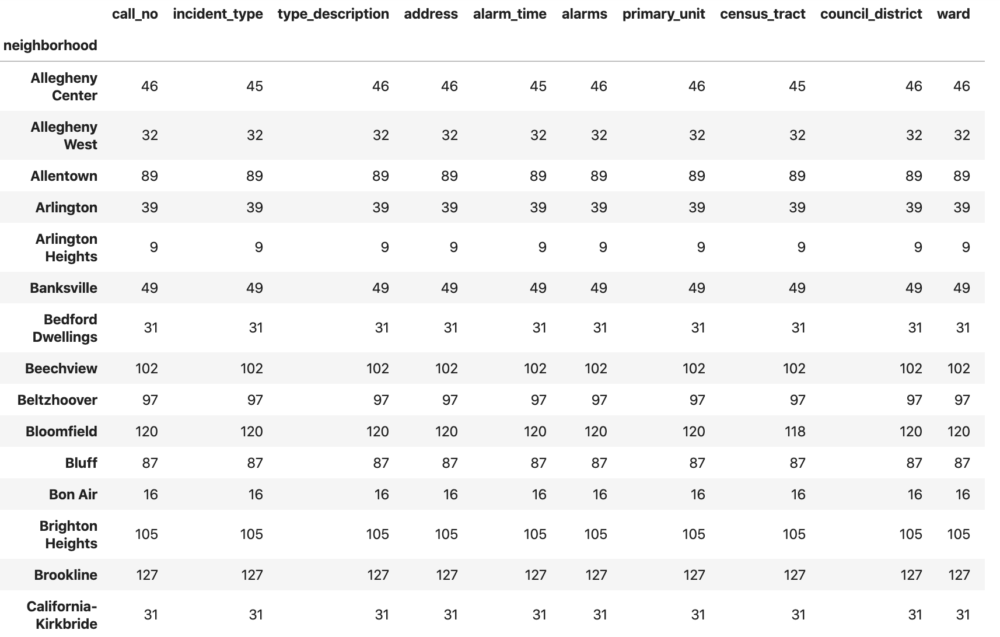 call_no incident_type type_description address alarm_time alarms primary_unit census_tract council_district ward
neighborhood
Allegheny
Center 46 45 46 46 45 46 46 45 46 46
Allegheny
West 32 32 32 32 32 32 32 32 32 32
Allentown 89 89 89 89 89 89 89 89 89 89
Arlington 39 39 39 39 39 39 39 39 39 39
Arlington
Heights 9 9 9 9 9 9 9 9 9 9
Banksville 49 49 49 49 49 49 49 49 49 49
Bedford
Dwellings 31 31 31 31 31 31 31 31 31 31
Beechview 102 102 102 102 102 102 102 102 102 102
Beltzhoover 97 97 97 97 97 97 97 97 97 97
Bloomfield 120 120 120 120 120 120 120 118 120 120
Bluff 87 87 87 87 87 87 87 87 87 87
Bon Air 16 16 16 16 16 16 16 16 16 16
Brighton
Heights 105 105 105 105 105 105 105 105 105 105
Brookline 127 127 127 127 127 127 127 127 127 127
California-
Kirkbride 31 31 31 31 31 31 31 31 31 31